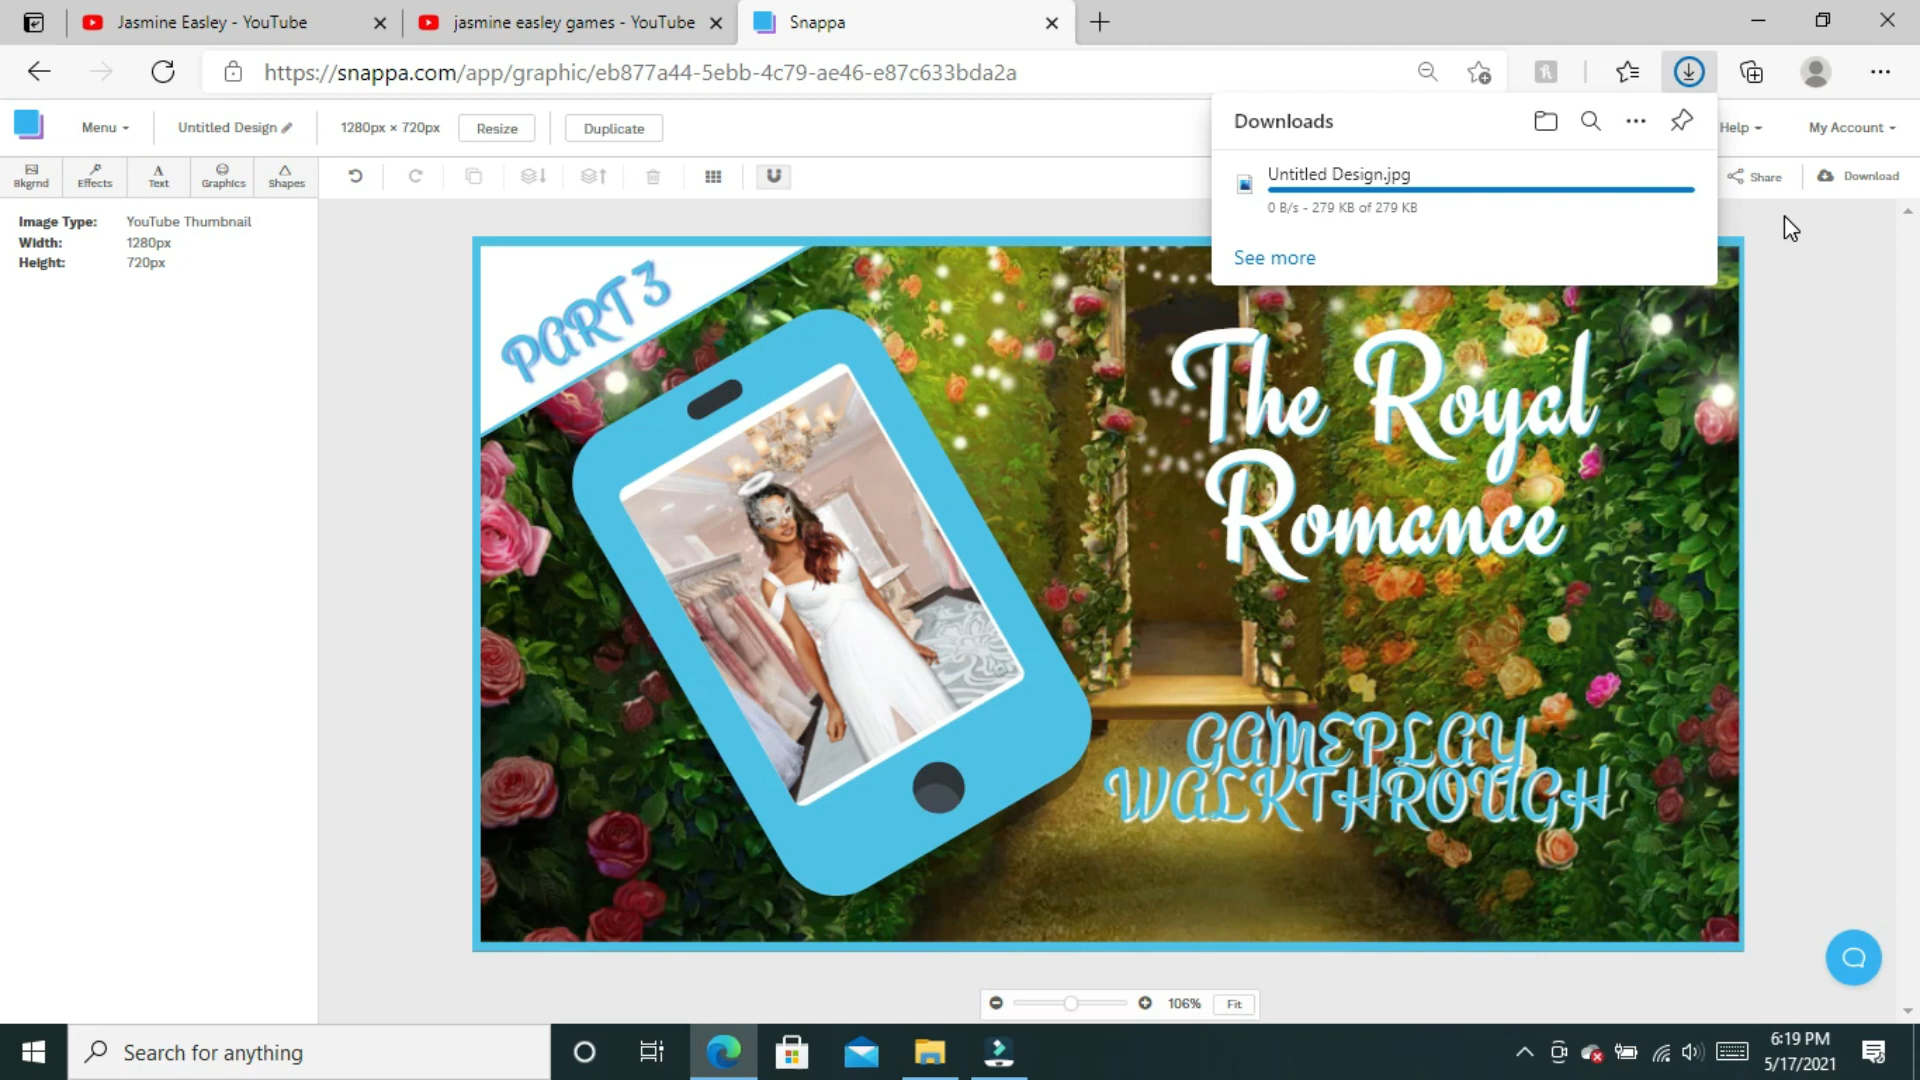 Jasmine Easley - YouTube
jasmine easley games - YouTube
Snappa
https://snappa.com/app/graphic/eb877a44-5ebb-4c79-ae46-e87c633bda2a
Menu
Untitled Design
1280px × 720px
Resize
Duplicate
Help
My Account
Downloads
Untitled Design.jpg
0 B/s - 279 KB of 279 KB
See more
Bkgrnd
Effects
Text
Graphics
Shapes
Share
Download
Image Type: YouTube Thumbnail
Width: 1280px
Height: 720px
PART 3
The Royal
Romance
GAMEPLAY
WALKTHROUGH
106%
Fit
Search for anything
6:19 PM
5/17/2021